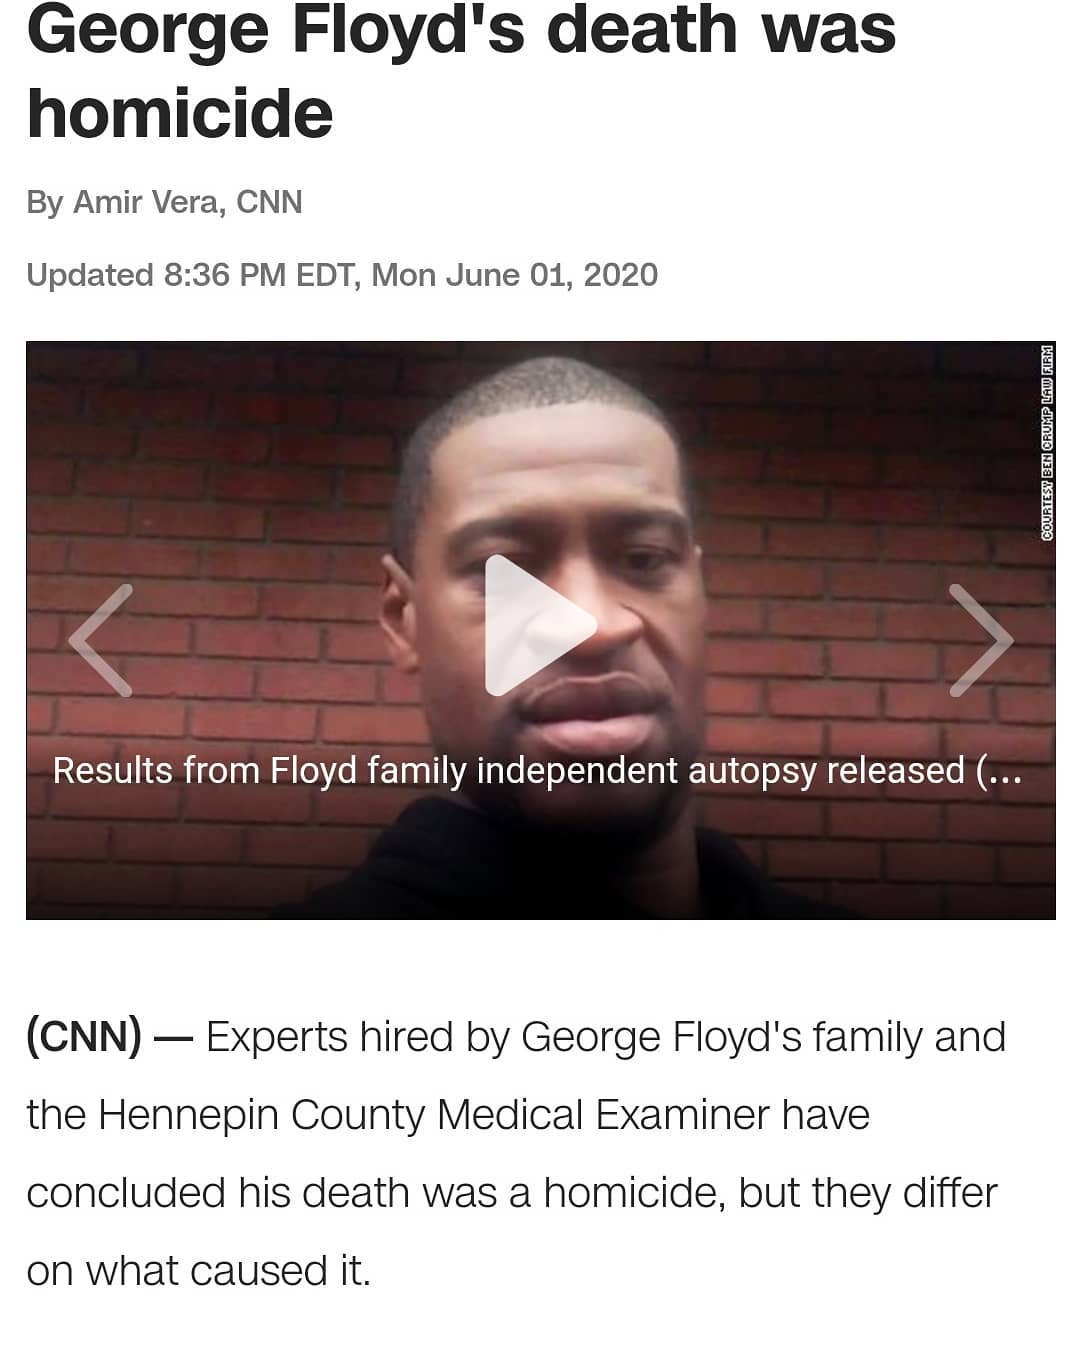 George Floyd's death was
homicide
By Amir Vera, CNN
Updated 8:36 PM EDT, Mon June 01, 2020
COURTESY BEN CRUMP LAW FIRM
Results from Floyd family independent autopsy released (...
(CNN) — Experts hired by George Floyd's family and
the Hennepin County Medical Examiner have
concluded his death was a homicide, but they differ
on what caused it.